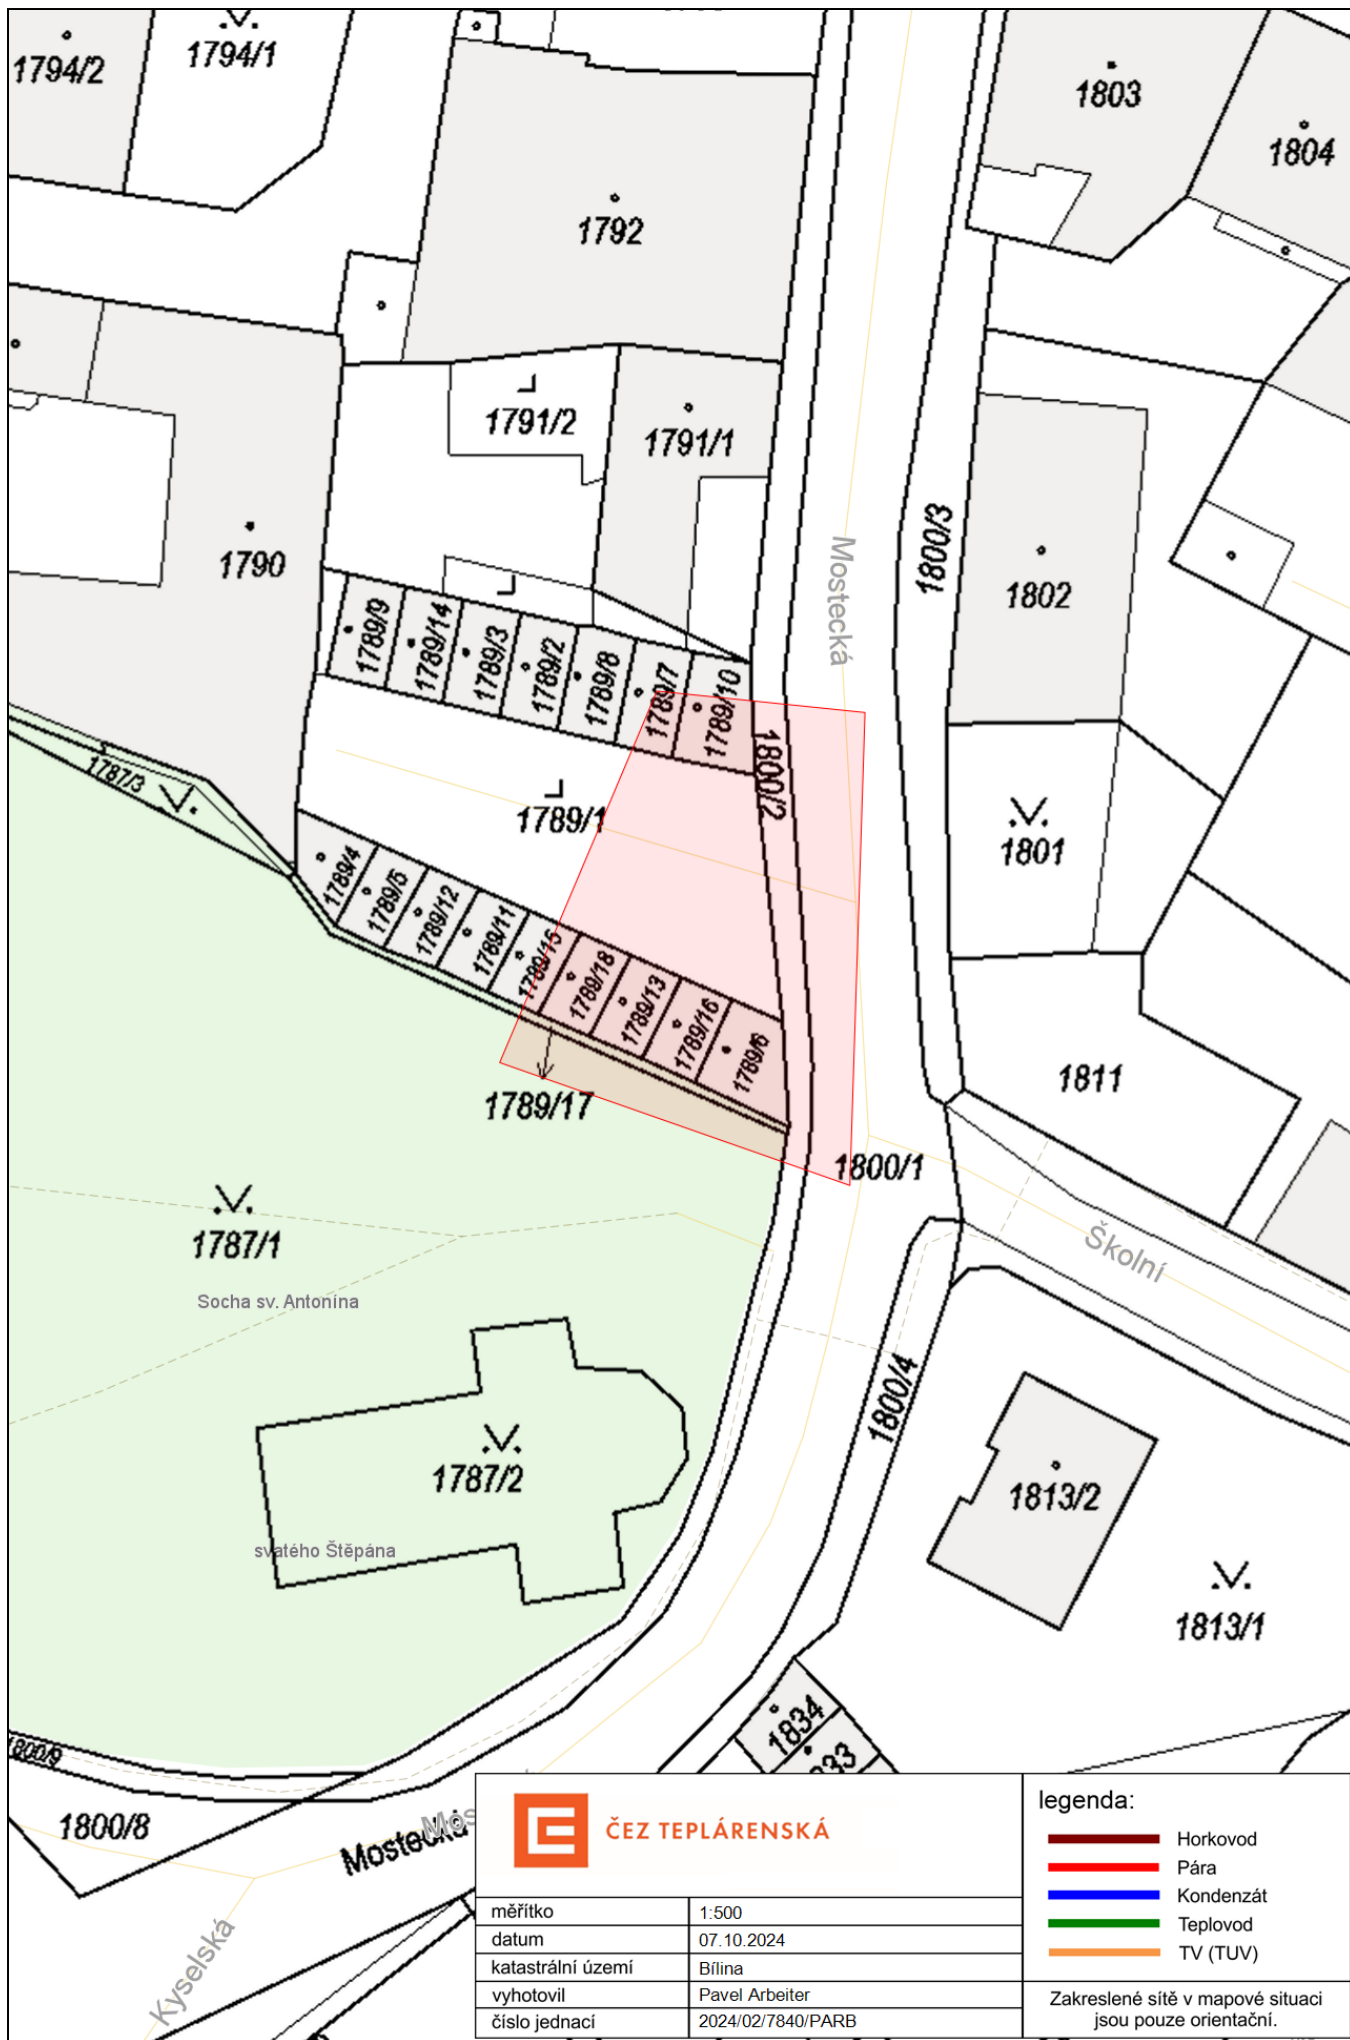 1794/2
1794/1
1803
1804
1792
1791/2
1791/1
1790
1800/3
1802
Mostecká
1789/9
1789/14
1789/3
1789/2
1789/8
1789/7
1789/10
1800/2
1787/3
1789/1
1801
1789/4
1789/5
1789/12
1789/11
1789/15
1789/18
1789/13
1789/16
1789/6
1811
1789/17
1800/1
1787/1
Školní
Socha sv. Antonína
1800/4
1787/2
1813/2
svatého Štěpána
1813/1
1834
1800/9
1800/8
Mostecká
Kyselská
ČEZ TEPLÁRENSKÁ
měřítko 1:500
datum 07.10.2024
katastrální území Bílina
vyhotovil Pavel Arbeiter
číslo jednací 2024/02/7840/PARB
legenda:
Horkovod
Pára
Kondenzát
Teplovod
TV (TUV)
Zakreslené sítě v mapové situaci
jsou pouze orientační.